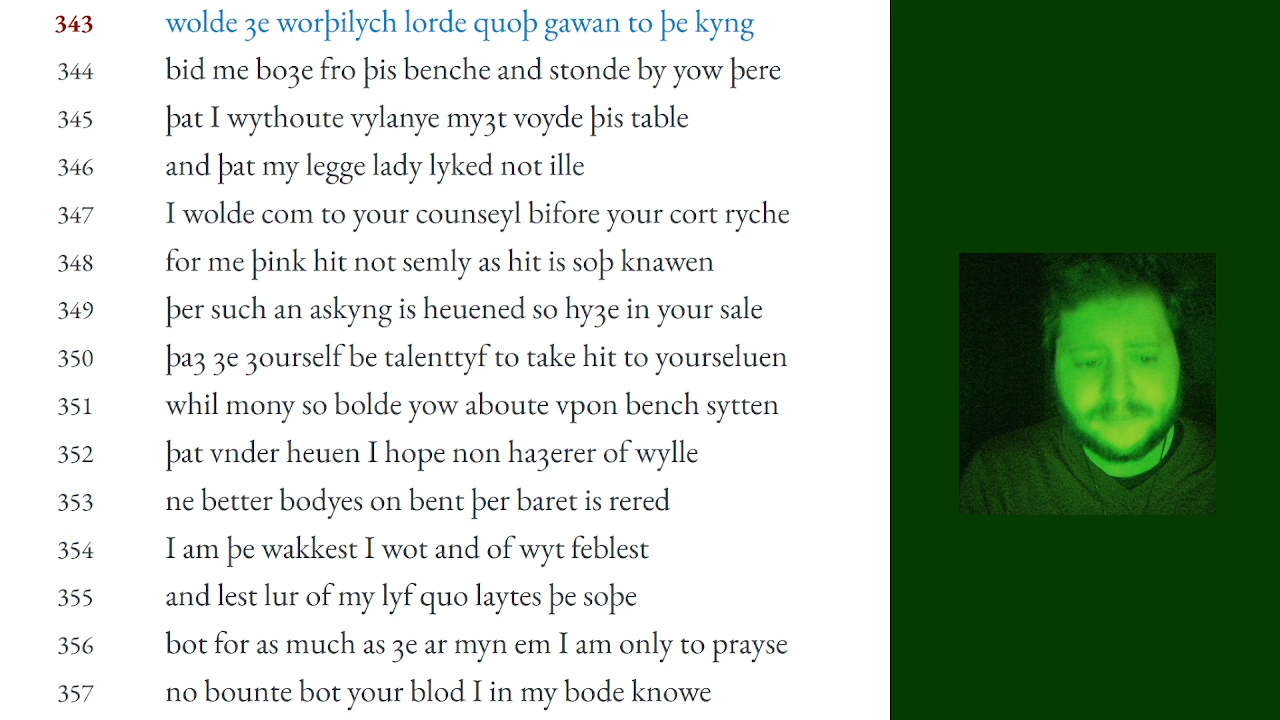 343 wolde ȝe worþilych lorde quoþ gawan to þe kyng
344 bid me boȝe fro þis benche and stonde by yow þere
345 þat I wythoute vylanye myȝt voyde þis table
346 and þat my legge lady lyked not ille
347 I wolde com to your counseyl bifore your cort ryche
348 for me þink hit not semly as hit is soþ knawen
349 þer such an askyng is heuened so hyȝe in your sale
350 þaȝ ȝe ȝourself be talenttyf to take hit to yourseluen
351 whil mony so bolde yow aboute vpon bench sytten
352 þat vnder heuen I hope non haȝerer of wylle
353 ne better bodyes on bent þer baret is rered
354 I am þe wakkest I wot and of wyt feblest
355 and lest lur of my lyf quo laytes þe soþe
356 bot for as much as ȝe ar myn em I am only to prayse
357 no bounte bot your blod I in my bode knowe